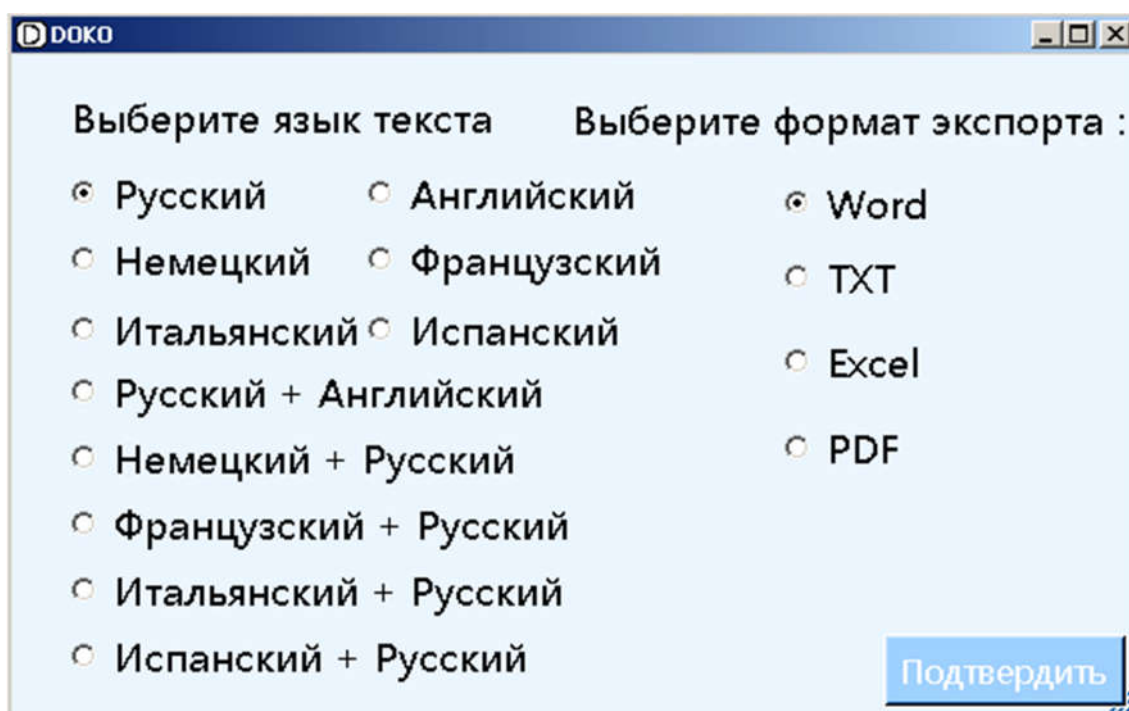 DOKO
Выберите язык текста
Выберите формат экспорта :
Русский
Английский
Немецкий
Французский
Итальянский
Испанский
Русский + Английский
Немецкий + Русский
Французский + Русский
Итальянский + Русский
Испанский + Русский
Word
TXT
Excel
PDF
Подтвердить